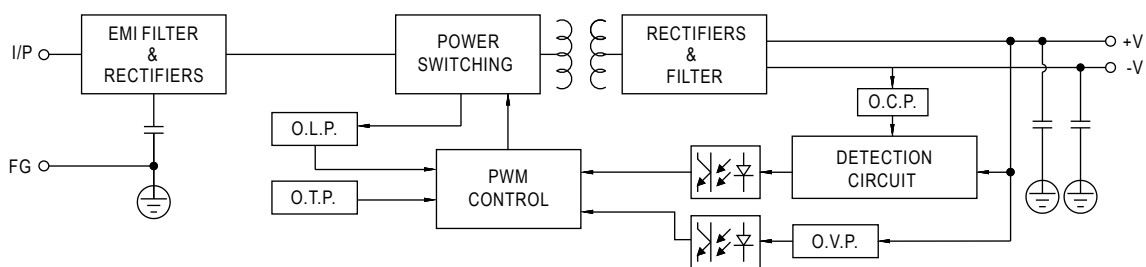 I/P
EMI FILTER
&
RECTIFIERS
POWER
SWITCHING
RECTIFIERS
&
FILTER
+V
-V
O.C.P.
O.L.P.
FG
O.T.P.
PWM
CONTROL
DETECTION
CIRCUIT
O.V.P.